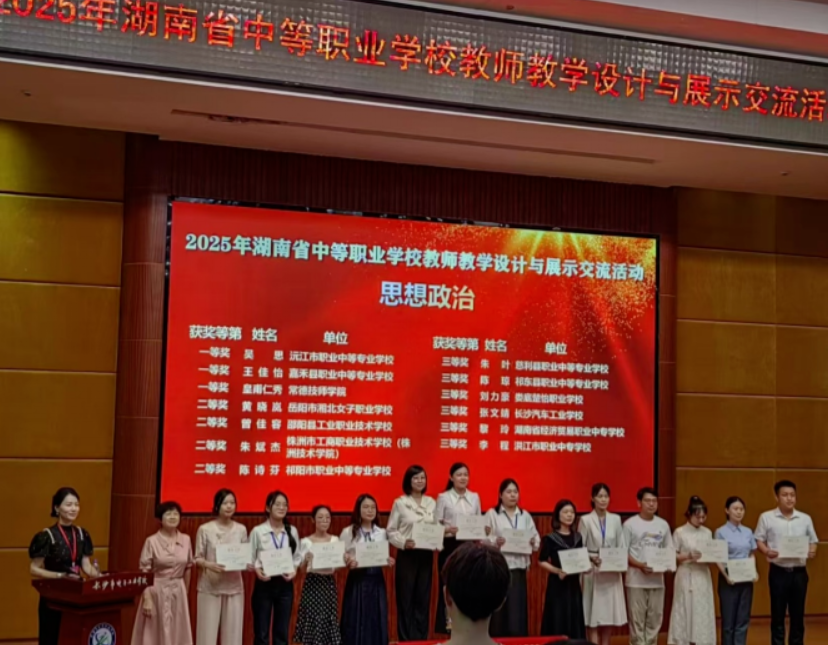 2025年湖南省中等职业学校教师教学设计与展示交流活
2025年湖南省中等职业学校教师教学设计与展示交流活动
思想政治
获奖等第 姓名 单位
一等奖 吴思 沅江市职业中等专业学校
一等奖 王佳怡 嘉禾县职业中等专业学校
一等奖 皇甫仁秀 常德技师学院
二等奖 黄晓岚 岳阳市湘北女子职业学校
二等奖 曾佳容 邵阳县工业职业技术学校
二等奖 朱斌杰 株洲市工商职业技术学校（株
洲技术学院）
二等奖 陈诗芬 祁阳市职业中等专业学校
获奖等第 姓名 单位
三等奖 朱叶 慈利县职业中等专业学校
三等奖 陈琼 祁东县职业中等专业学校
三等奖 刘力豪 娄底慧怡职业学校
三等奖 张文婧 长沙汽车工业学校
三等奖 黎玲 湖南省经济贸易职业中专学校
三等奖 李程 洪江市职业中专学校